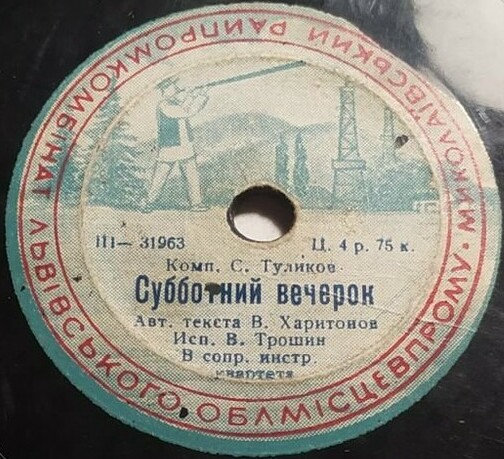 МИКОЛАЇВСЬКИЙ РАЙПРОМКОМБІНАТ ЛЬВІВСЬКОГО ОБЛМІСЦЕВПРОМУ •
Ш— 31963 Ц. 4 р. 75 к.
Комп. С. Туликов
Субботний вечерок
Авт. текста В. Харитонов
Исп. В. Трошин
В сопр. инстр.
квартета